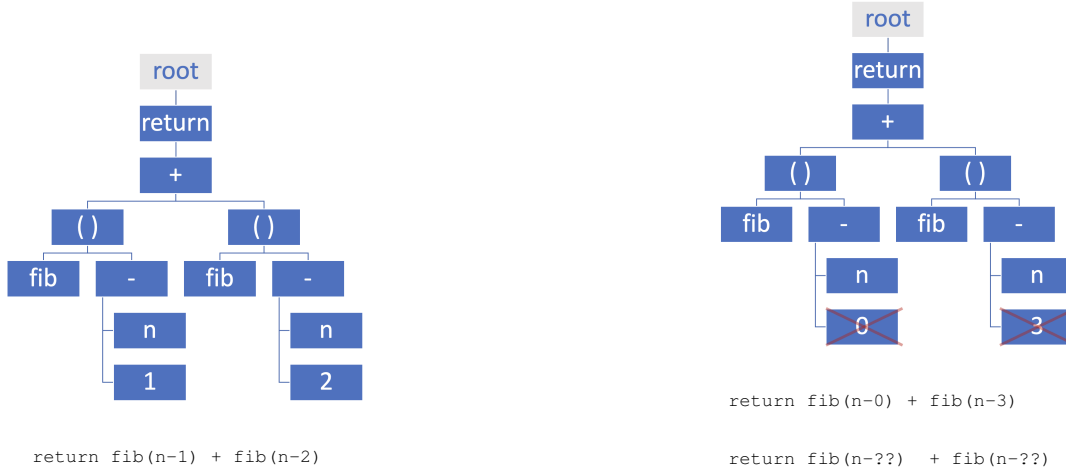 root
return
+
( )
( )
fib
-
fib
-
n
n
1
2
return fib(n-1) + fib(n-2)
root
return
+
( )
( )
fib
-
fib
-
n
n
0
3
return fib(n-0) + fib(n-3)
return fib(n-??) + fib(n-??)